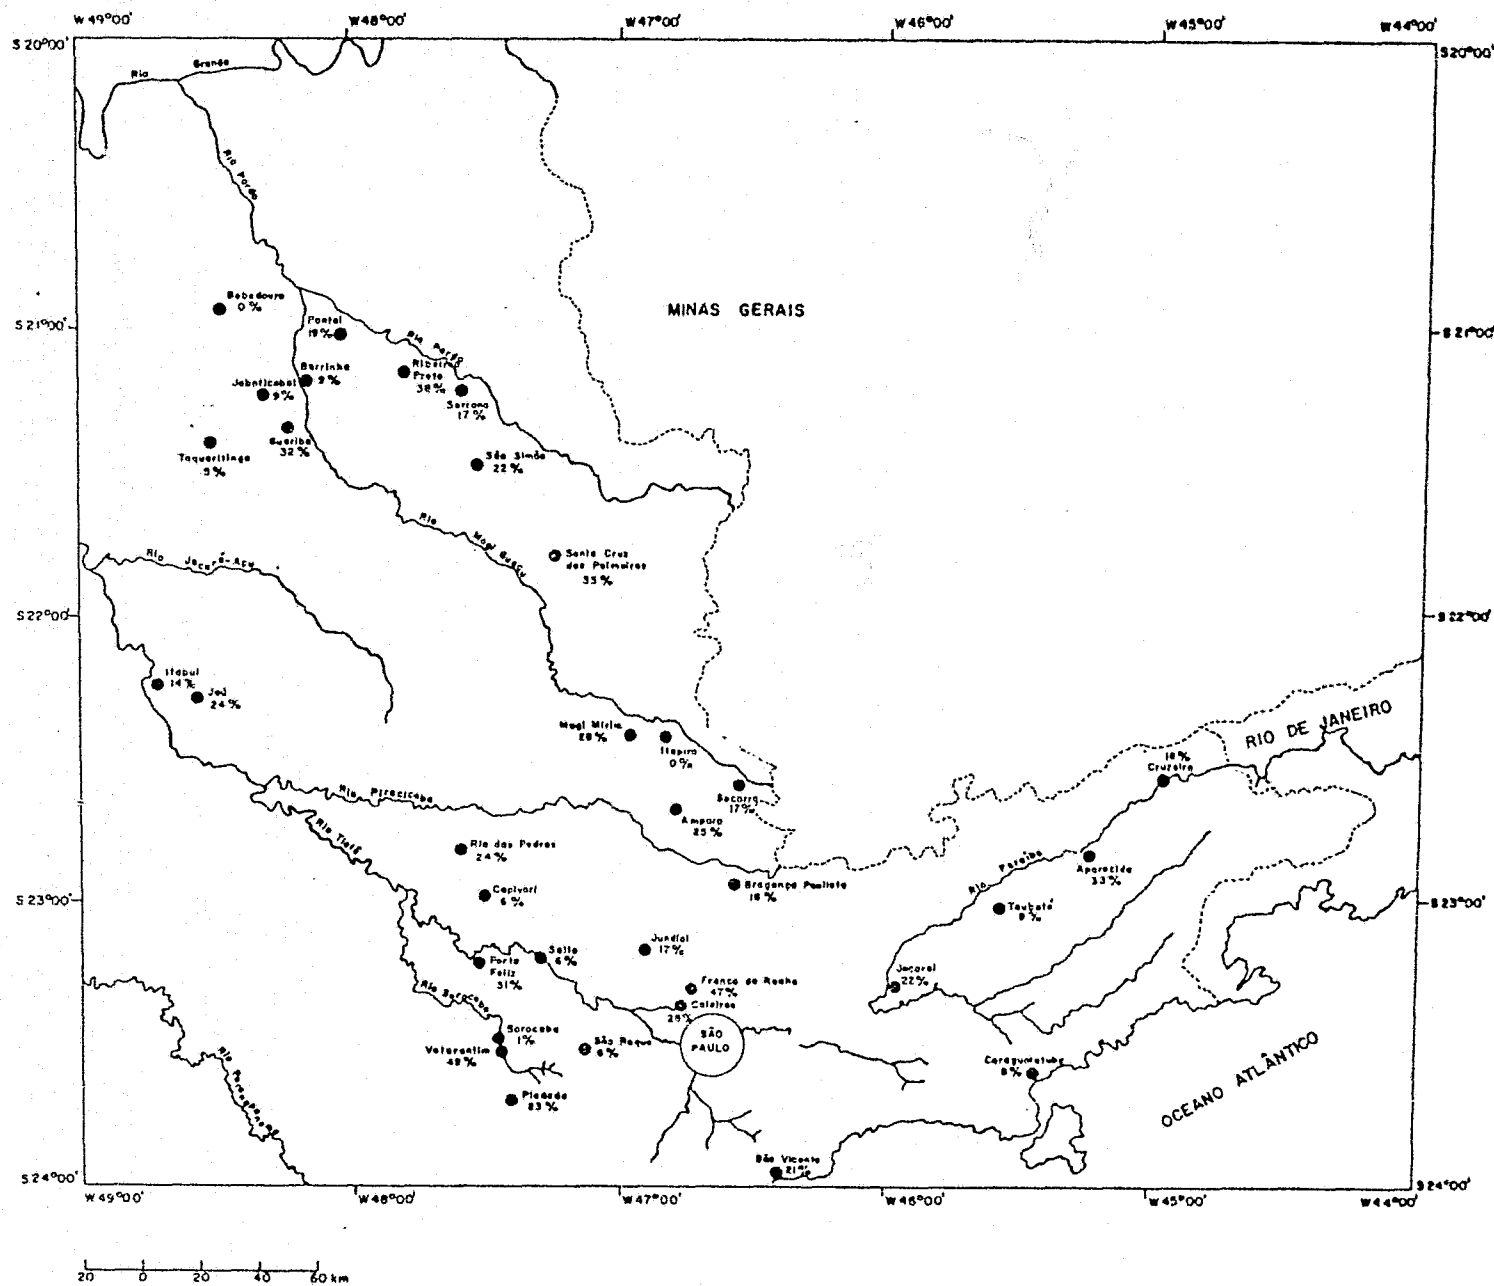 W49°00'
W48°00'
W47°00'
W46°00'
W45°00'
W44°00'
S20°00'
S20°00'
Rio Grande
Rio Pardo
Bebedouro
0%
MINAS GERAIS
Pontal
S21°00'
S21°00'
Rio Pardo
Ribeirão
Preto
38%
Barrinha
9%
Jaboticabal
9%
Serrana
17%
Guariba
32%
Taquaritinga
São Simão
22%
Rio Mogi Guaçu
Santa Cruz
das Palmeiras
Rio Jacaré-Açu
S22°00'
S22°00'
Itapuí
14%
Jaú
24%
Mogi Mirim
28%
Itapira
0%
RIO DE JANEIRO
18%
Cruzeiro
Socorro
17%
Rio Piracicaba
Amparo
25%
Rio Tietê
Rio das Pedras
24%
Rio Paraíba
Aparecida
33%
Bragança Paulista
18%
Capivari
6%
S23°00'
S23°00'
Taubaté
9%
Jundiaí
17%
Salto
6%
Porto
Feliz
31%
Jacareí
22%
Franco da Rocha
47%
Caieiras
28%
Rio Sorocaba
Sorocaba
1%
Votorantim
48%
São Roque
6%
SÃO
PAULO
Caraguatatuba
8%
OCEANO ATLÂNTICO
Rio Paranapanema
Piedade
83%
São Vicente
21%
S24°00'
S24°00'
W49°00'
W48°00'
W47°00'
W46°00'
W45°00'
W44°00'
20 0 20 40 60 km